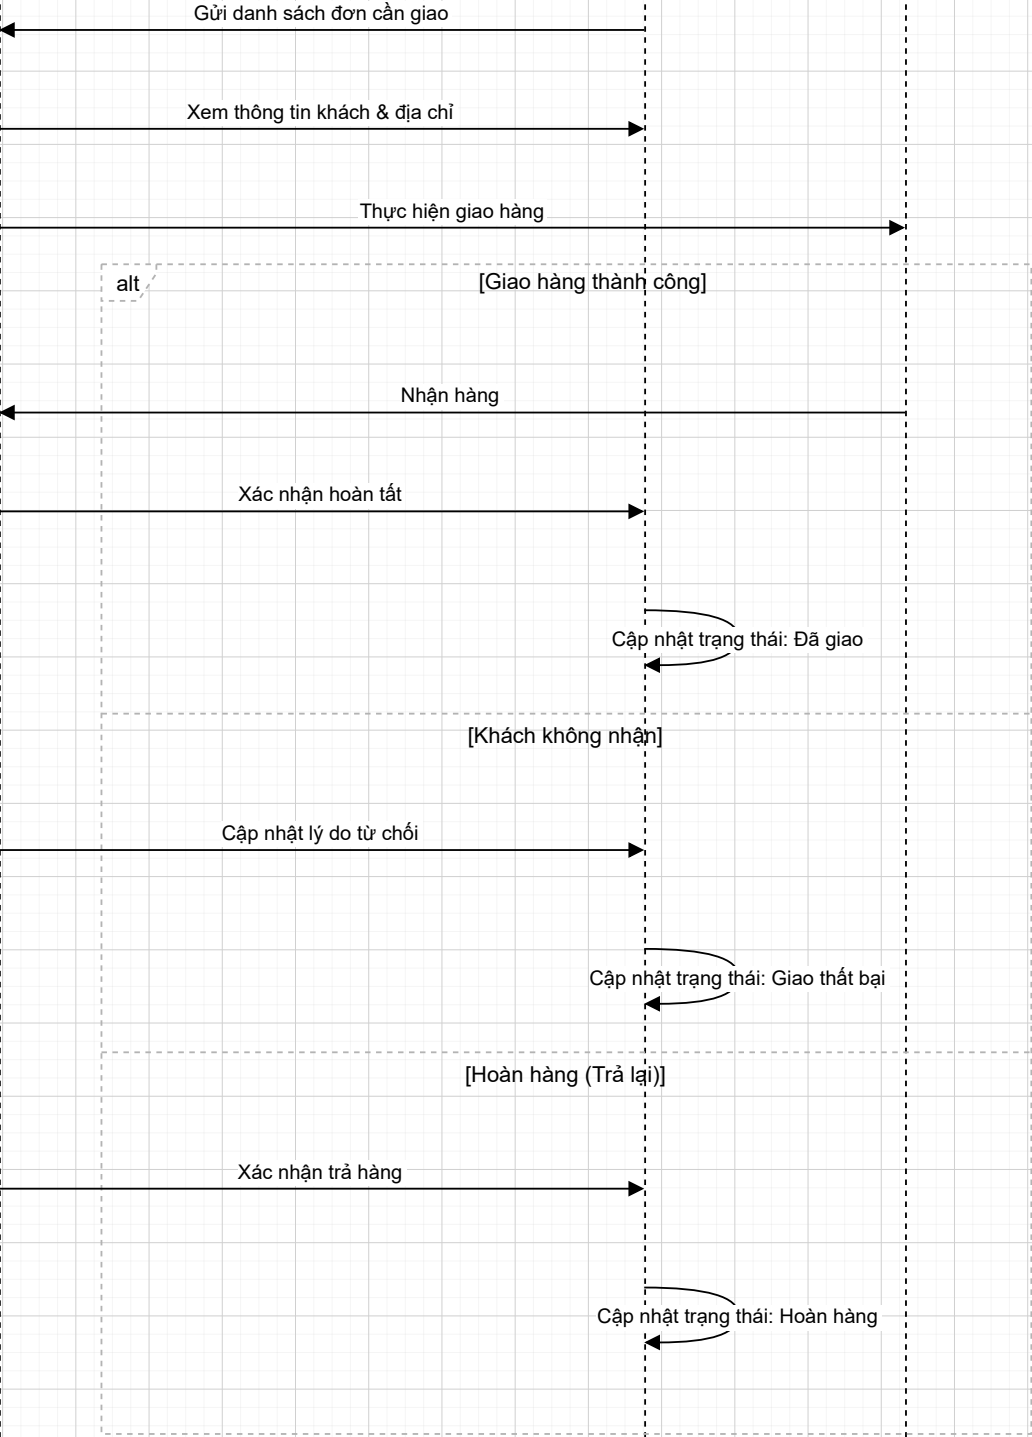 Gửi danh sách đơn cần giao
Xem thông tin khách & địa chỉ
Thực hiện giao hàng
alt
[Giao hàng thành công]
Nhận hàng
Xác nhận hoàn tất
Cập nhật trạng thái: Đã giao
[Khách không nhận]
Cập nhật lý do từ chối
Cập nhật trạng thái: Giao thất bại
[Hoàn hàng (Trả lại)]
Xác nhận trả hàng
Cập nhật trạng thái: Hoàn hàng